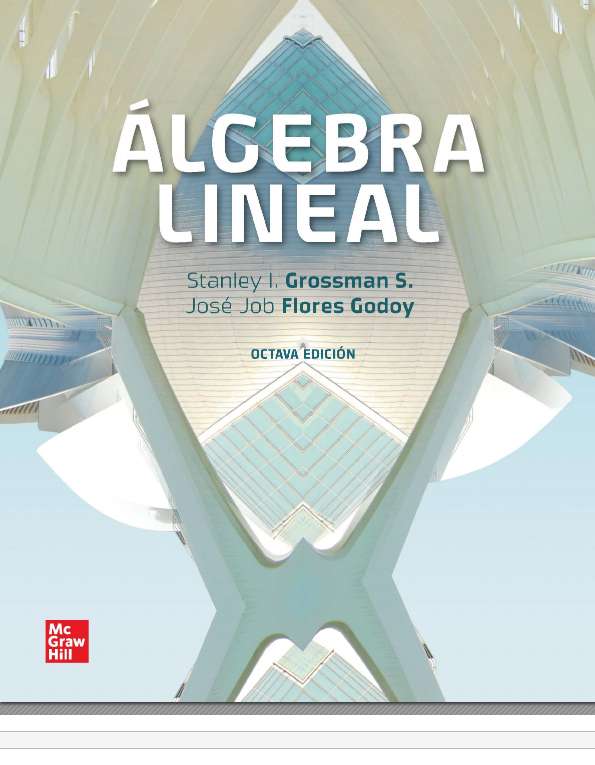 ÁLGEBRA
LINEAL
Stanley I. Grossman S.
José Job Flores Godoy
OCTAVA EDICIÓN
Mc
Graw
Hill